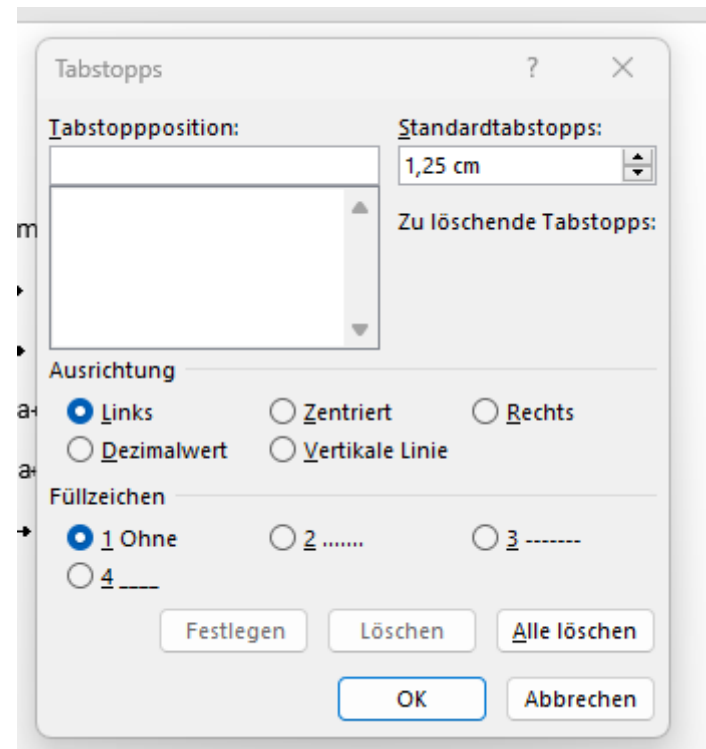 Tabstopps ?
Tabstoppposition: Standardtabstopps:
1,25 cm
m Zu löschende Tabstopps:
Ausrichtung
a Links Zentriert Rechts
Dezimalwert Vertikale Linie
a
Füllzeichen
1 Ohne 2 ....... 3 -------
4 ____
Festlegen Löschen Alle löschen
OK Abbrechen